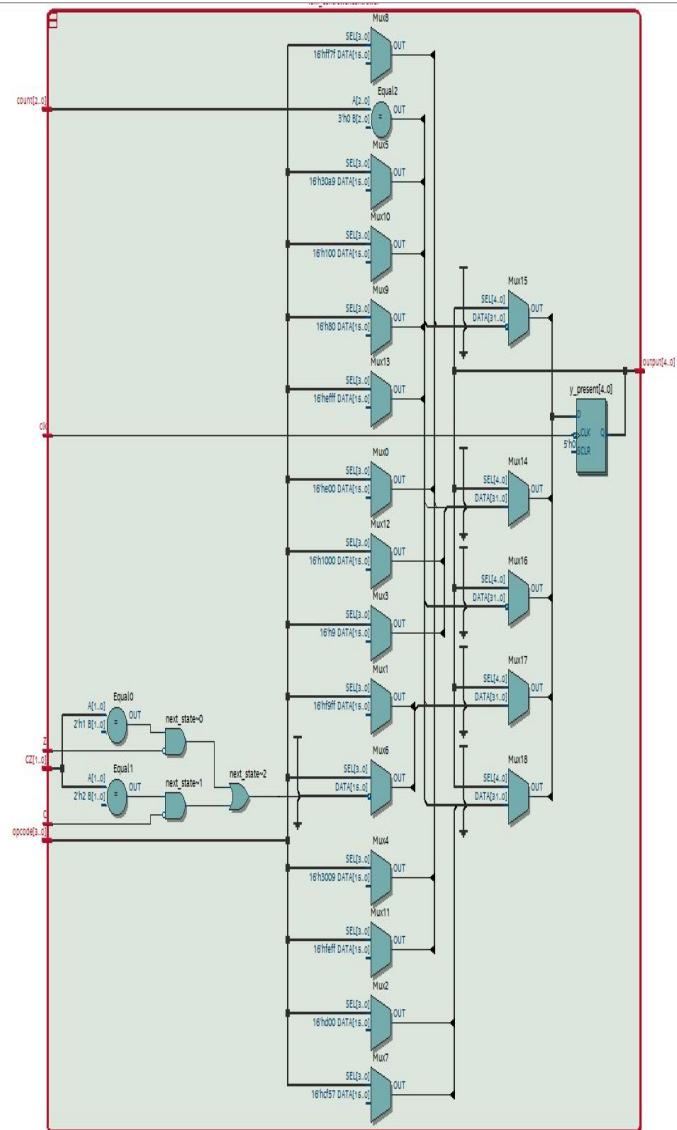 Mux8
SEL[3..0]
OUT
16'hff7f DATA[15..0]
count[2..0]
Equal2
A[2..0]
OUT
3'h0 B[2..0]
=
Mux5
SEL[3..0]
OUT
16'h30a9 DATA[15..0]
Mux10
SEL[3..0]
OUT
16'h100 DATA[15..0]
Mux9
SEL[3..0]
OUT
16'h80 DATA[15..0]
Mux15
SEL[4..0]
OUT
DATA[31..0]
Mux13
SEL[3..0]
OUT
16'hefff DATA[15..0]
output[4..0]
y_present[4..0]
D
CLK
Q
5'h0
SCLR
clk
Mux0
SEL[3..0]
OUT
16'he00 DATA[15..0]
Mux14
SEL[4..0]
OUT
DATA[31..0]
Mux12
SEL[3..0]
OUT
16'h1000 DATA[15..0]
Mux16
SEL[4..0]
OUT
DATA[31..0]
Mux3
SEL[3..0]
OUT
16'h9 DATA[15..0]
Mux1
SEL[3..0]
OUT
16'hf9ff DATA[15..0]
Mux17
SEL[4..0]
OUT
DATA[31..0]
Equal0
A[1..0]
OUT
2'h1 B[1..0]
=
next_state~0
Z
CZ[1..0]
Equal1
A[1..0]
OUT
2'h2 B[1..0]
=
next_state~1
next_state~2
C
opcode[3..0]
Mux6
SEL[3..0]
OUT
DATA[15..0]
Mux18
SEL[4..0]
OUT
DATA[31..0]
Mux4
SEL[3..0]
OUT
16'h3009 DATA[15..0]
Mux11
SEL[3..0]
OUT
16'hfeff DATA[15..0]
Mux2
SEL[3..0]
OUT
16'hd00 DATA[15..0]
Mux7
SEL[3..0]
OUT
16'hcf57 DATA[15..0]